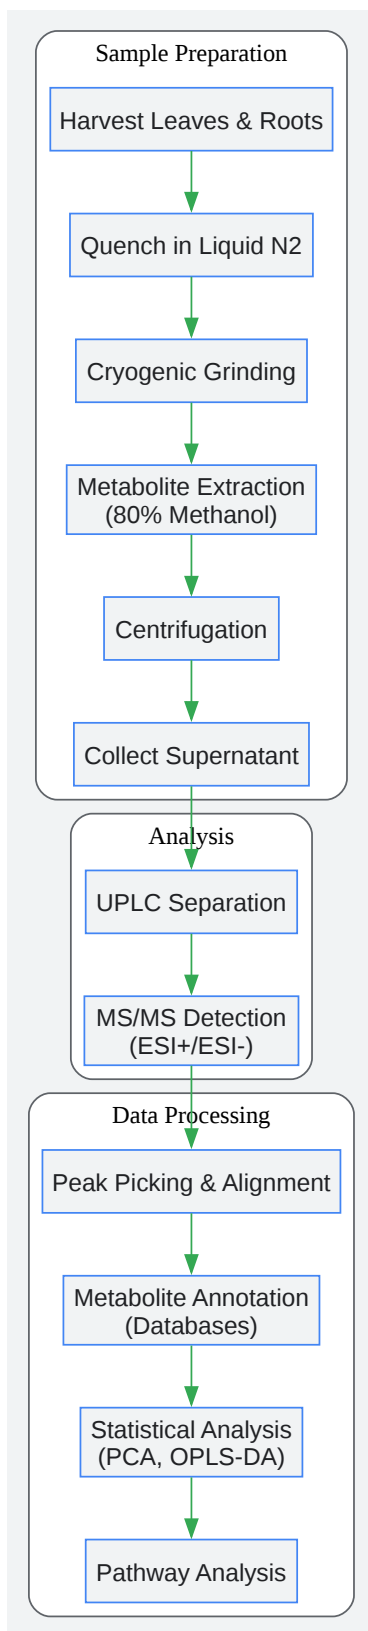 Sample Preparation
Harvest Leaves & Roots
Quench in Liquid N2
Cryogenic Grinding
Metabolite Extraction
(80% Methanol)
Centrifugation
Collect Supernatant
Analysis
UPLC Separation
MS/MS Detection
(ESI+/ESI-)
Data Processing
Peak Picking & Alignment
Metabolite Annotation
(Databases)
Statistical Analysis
(PCA, OPLS-DA)
Pathway Analysis